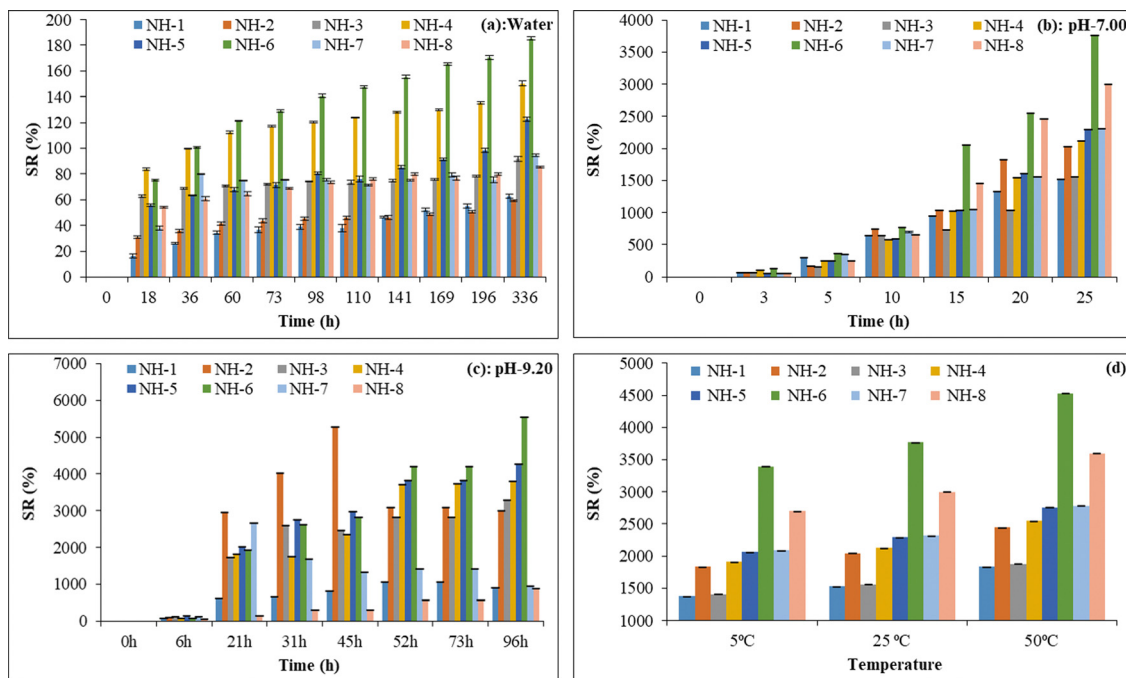 (a):Water
NH-1 NH-2 NH-3 NH-4
NH-5 NH-6 NH-7 NH-8
200
180
160
140
120
100
80
60
40
20
0
SR (%)
0 18 36 60 73 98 110 141 169 196 336
Time (h)
(b): pH-7.00
NH-1 NH-2 NH-3 NH-4
NH-5 NH-6 NH-7 NH-8
4000
3500
3000
2500
2000
1500
1000
500
0
SR (%)
0 3 5 10 15 20 25
Time (h)
(c): pH-9.20
NH-1 NH-2 NH-3 NH-4
NH-5 NH-6 NH-7 NH-8
7000
6000
5000
4000
3000
2000
1000
0
SR (%)
0h 6h 21h 31h 45h 52h 73h 96h
Time (h)
(d)
NH-1 NH-2 NH-3 NH-4
NH-5 NH-6 NH-7 NH-8
5000
4500
4000
3500
3000
2500
2000
1500
1000
SR (%)
5ºC 25 ºC 50ºC
Temperature